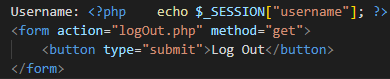 Username: <?php    echo $_SESSION["username"]; ?>
<form action="logOut.php" method="get">
    <button type="submit">Log Out</button>
</form>